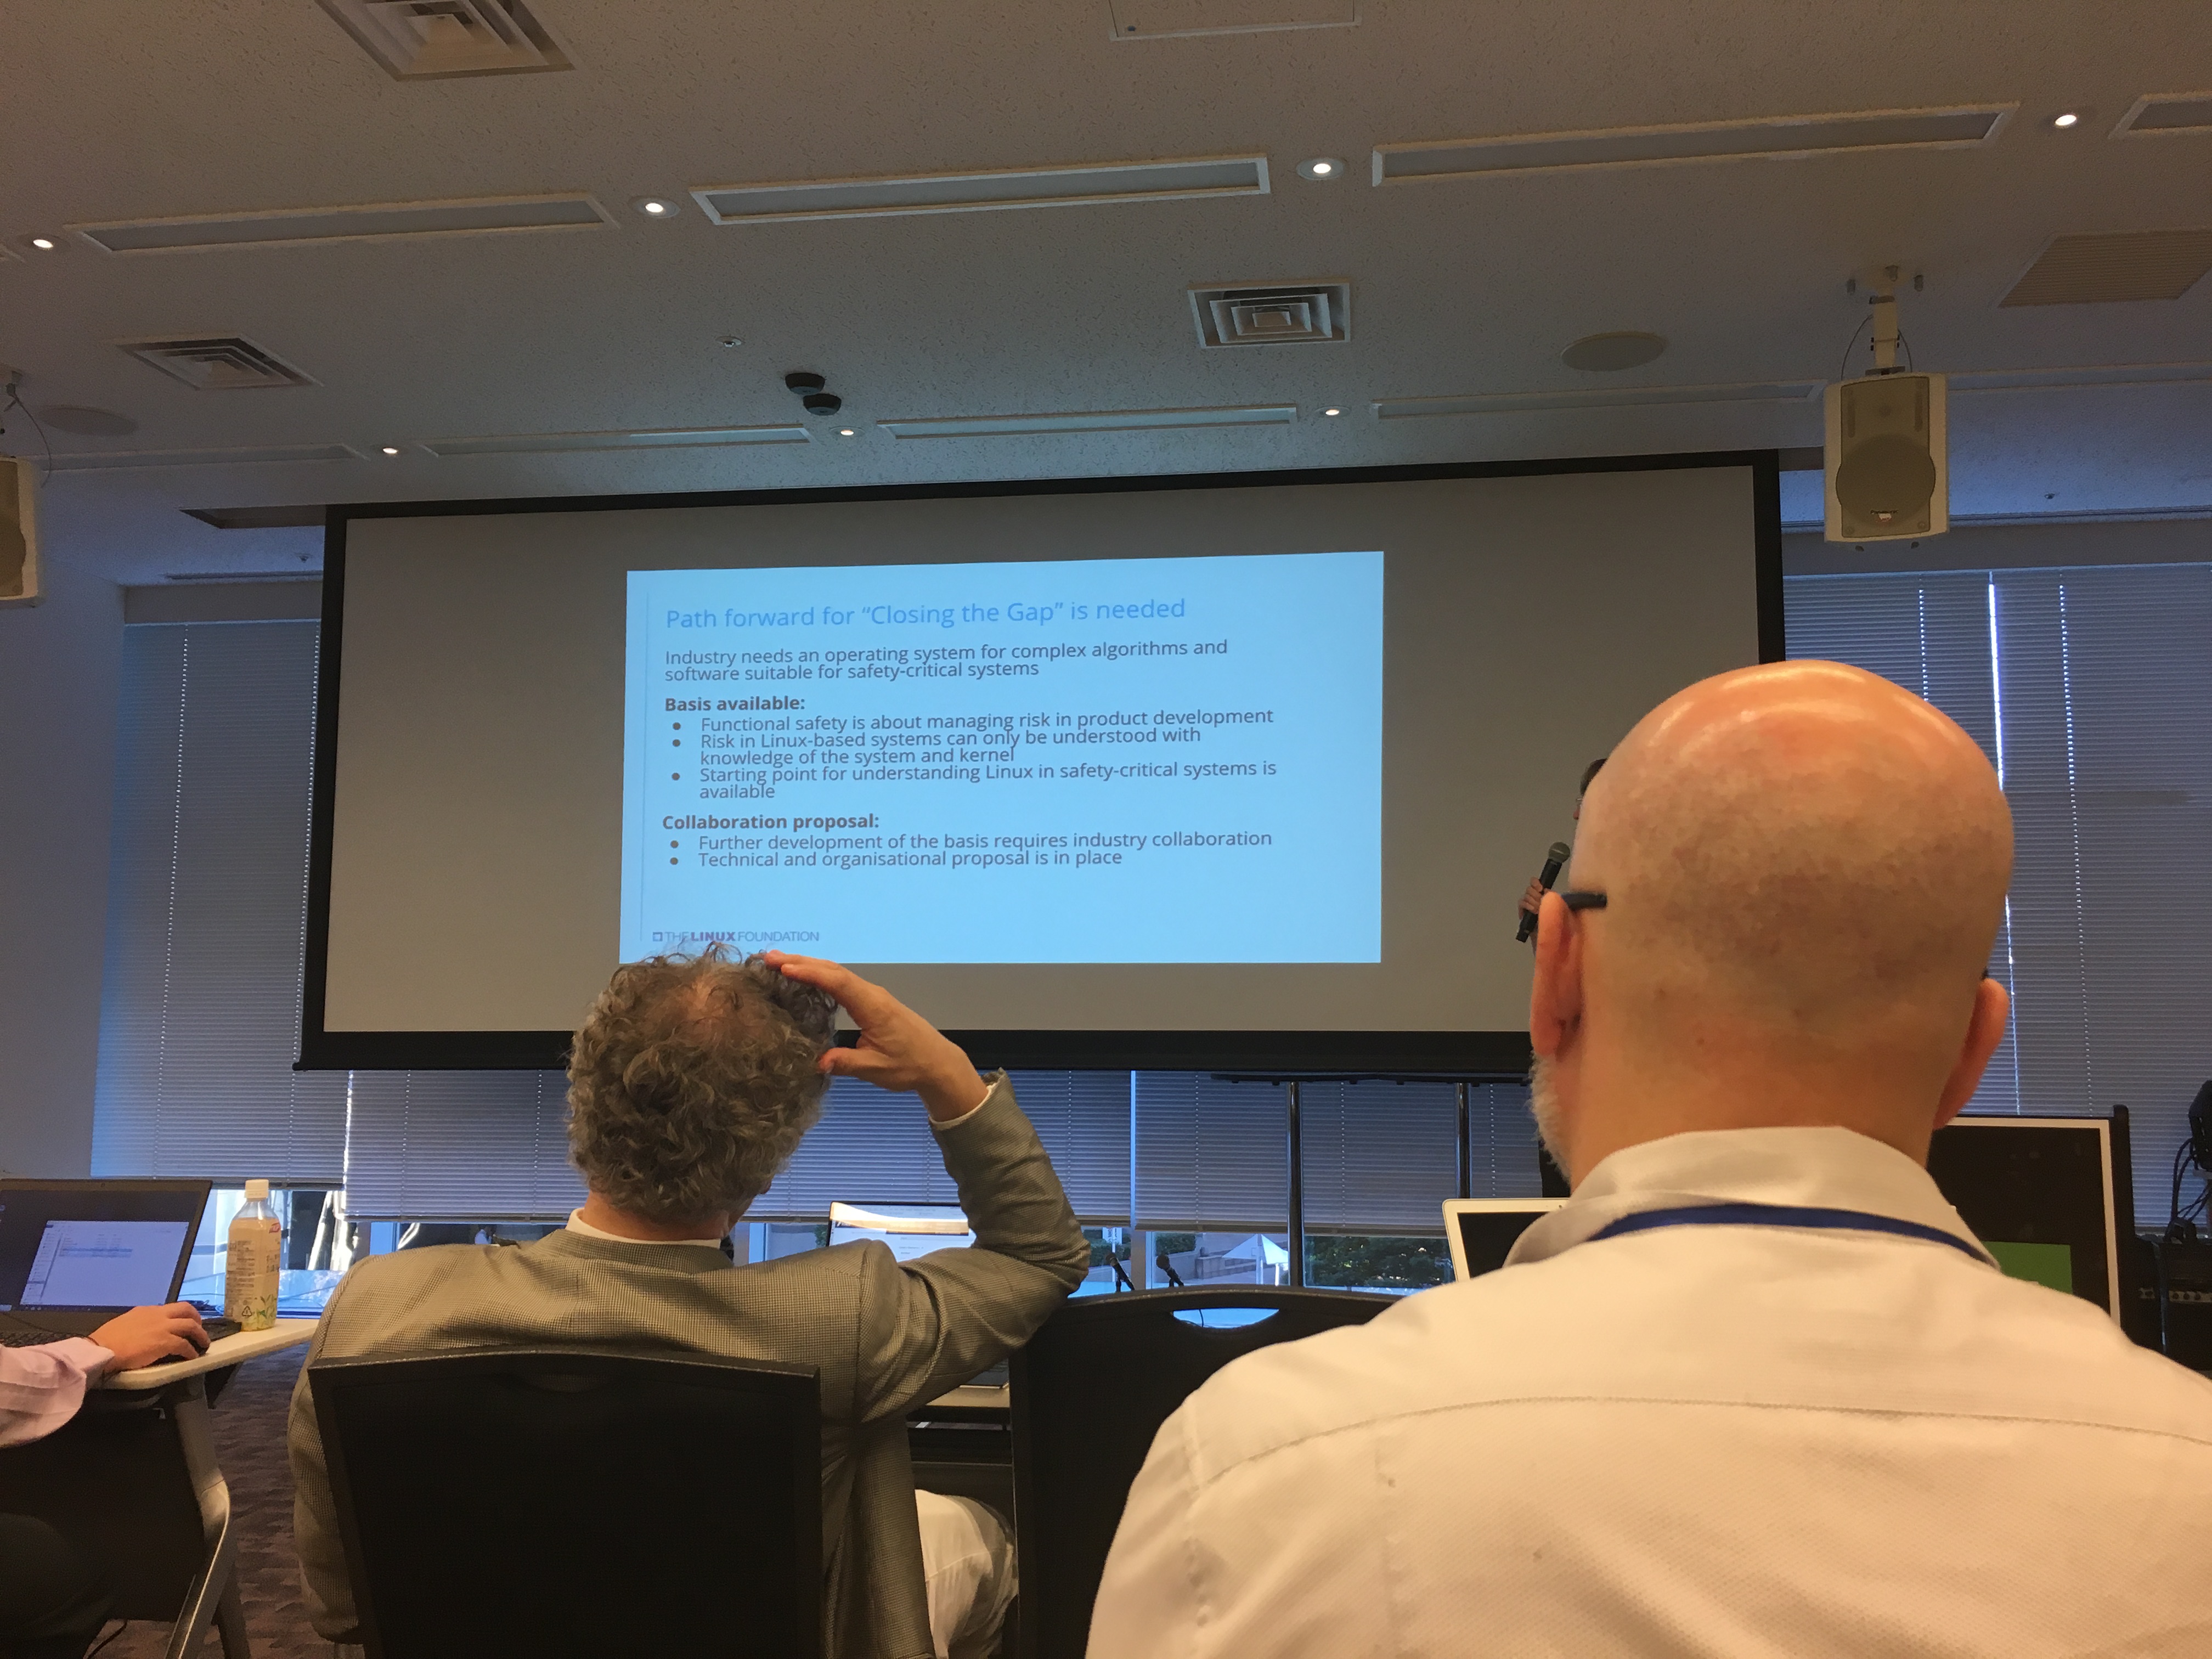 Path forward for “Closing the Gap” is needed
Industry needs an operating system for complex algorithms and
software suitable for safety-critical systems
Basis available:
● Functional safety is about managing risk in product development
● Risk in Linux-based systems can only be understood with
knowledge of the system and kernel
● Starting point for understanding Linux in safety-critical systems is
available
Collaboration proposal:
● Further development of the basis requires industry collaboration
● Technical and organisational proposal is in place
THE LINUX FOUNDATION